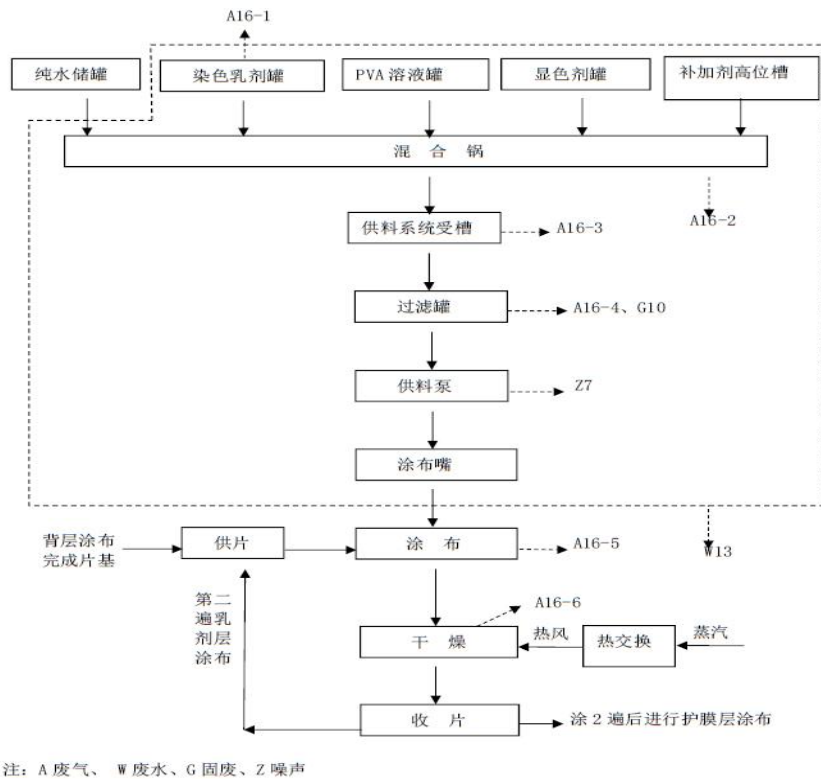 A16-1
纯水储罐
染色乳剂罐
PVA 溶液罐
显色剂罐
补加剂高位槽
混 合 锅
A16-2
供料系统受槽
A16-3
过滤罐
A16-4、G10
供料泵
Z7
涂布嘴
背层涂布
完成片基
供片
涂 布
A16-5
W13
第二
遍乳
剂层
涂布
A16-6
干 燥
热风
热交换
蒸汽
收 片
涂 2 遍后进行护膜层涂布
注: A 废气、 W 废水、G 固废、Z 噪声